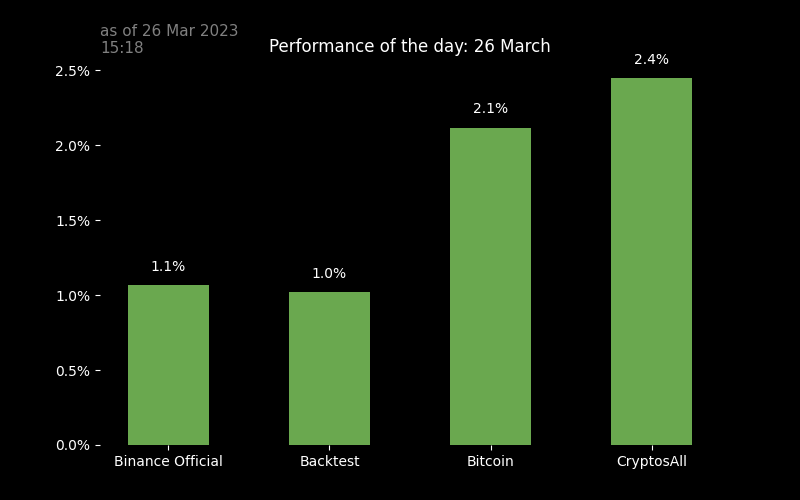 as of 26 Mar 2023
15:18
Performance of the day: 26 March
2.5%
2.0%
1.5%
1.0%
0.5%
0.0%
1.1%
1.0%
2.1%
2.4%
Binance Official
Backtest
Bitcoin
CryptosAll